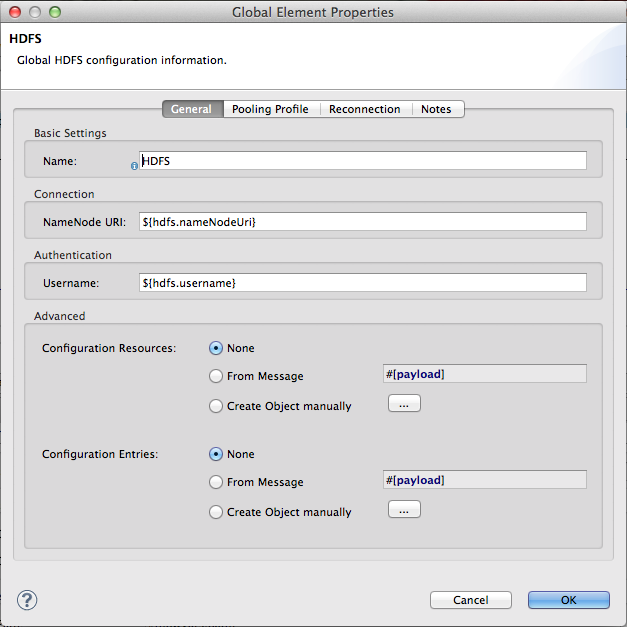 Global Element Properties
HDFS
Global HDFS configuration information.
General Pooling Profile Reconnection Notes
Basic Settings
Name: HDFS
Connection
NameNode URI: ${hdfs.nameNodeUri}
Authentication
Username: ${hdfs.username}
Advanced
Configuration Resources: None
From Message #[payload]
Create Object manually ...
Configuration Entries: None
From Message #[payload]
Create Object manually ...
? Cancel OK